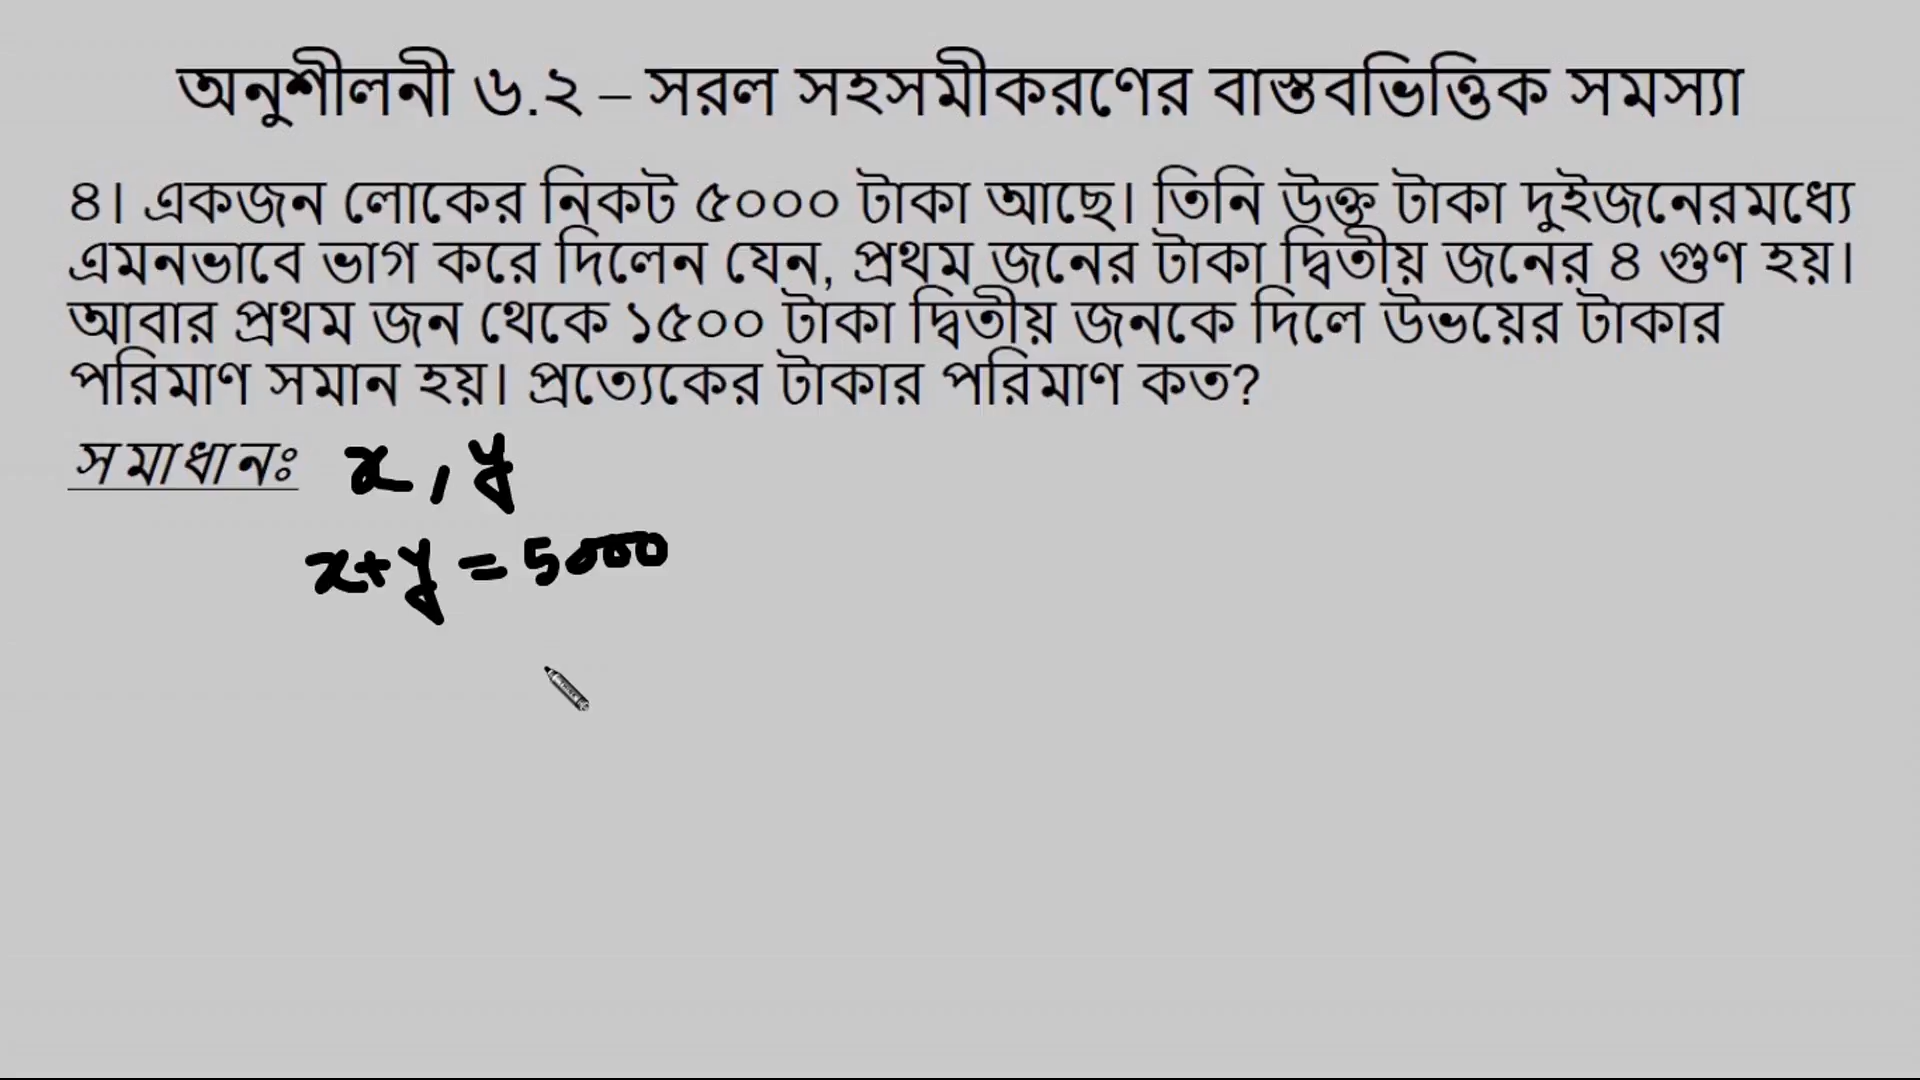 অনুশীলনী ৬.২ – সরল সহসমীকরণের বাস্তবভিত্তিক সমস্যা
৪। একজন লোকের নিকট ৫০০০ টাকা আছে। তিনি উক্ত টাকা দুইজনেরমধ্যে
এমনভাবে ভাগ করে দিলেন যেন, প্রথম জনের টাকা দ্বিতীয় জনের ৪ গুণ হয়।
আবার প্রথম জন থেকে ১৫০০ টাকা দ্বিতীয় জনকে দিলে উভয়ের টাকার
পরিমাণ সমান হয়। প্রত্যেকের টাকার পরিমাণ কত?
সমাধানঃ x, y
x+y = 5000